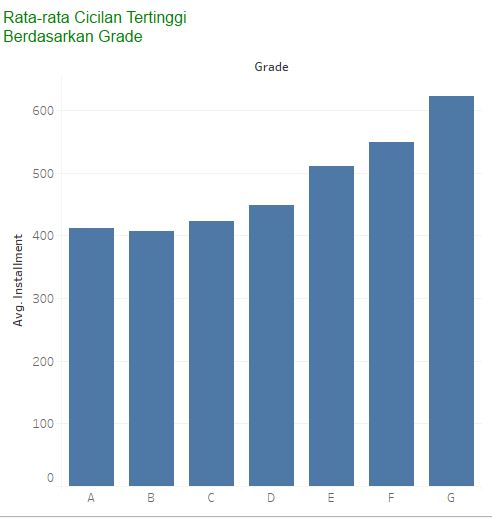 Rata-rata Cicilan Tertinggi
Berdasarkan Grade
Grade
Avg. Installment
600
500
400
300
200
100
0
A B C D E F G